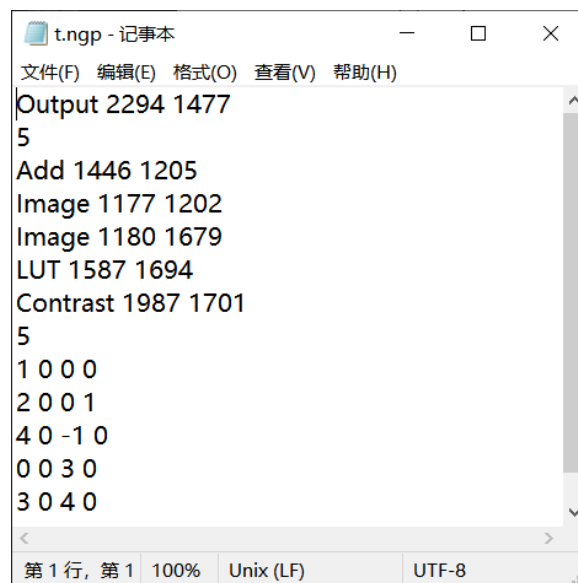 t.ngp - 记事本
文件(F) 编辑(E) 格式(O) 查看(V) 帮助(H)
Output 2294 1477
5
Add 1446 1205
Image 1177 1202
Image 1180 1679
LUT 1587 1694
Contrast 1987 1701
5
1 0 0 0
2 0 0 1
4 0 -1 0
0 0 3 0
3 0 4 0
第 1 行，第 1 100% Unix (LF) UTF-8